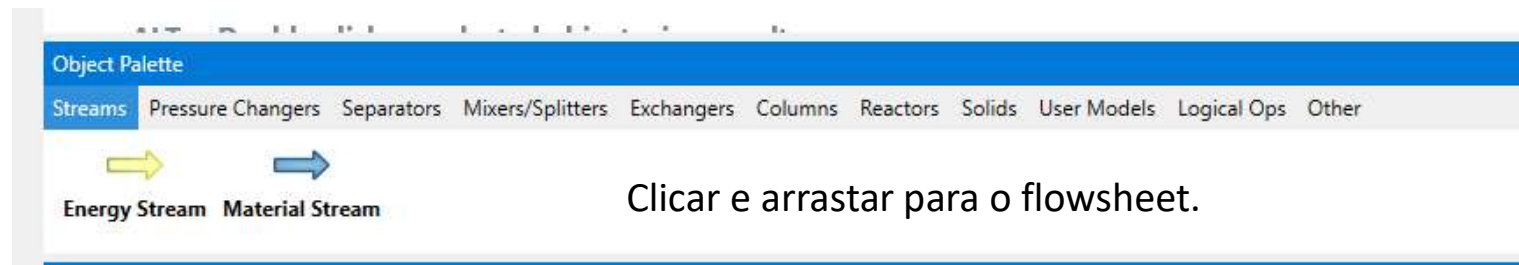 Object Palette
Streams Pressure Changers Separators Mixers/Splitters Exchangers Columns Reactors Solids User Models Logical Ops Other
Energy Stream Material Stream
Clicar e arrastar para o flowsheet.